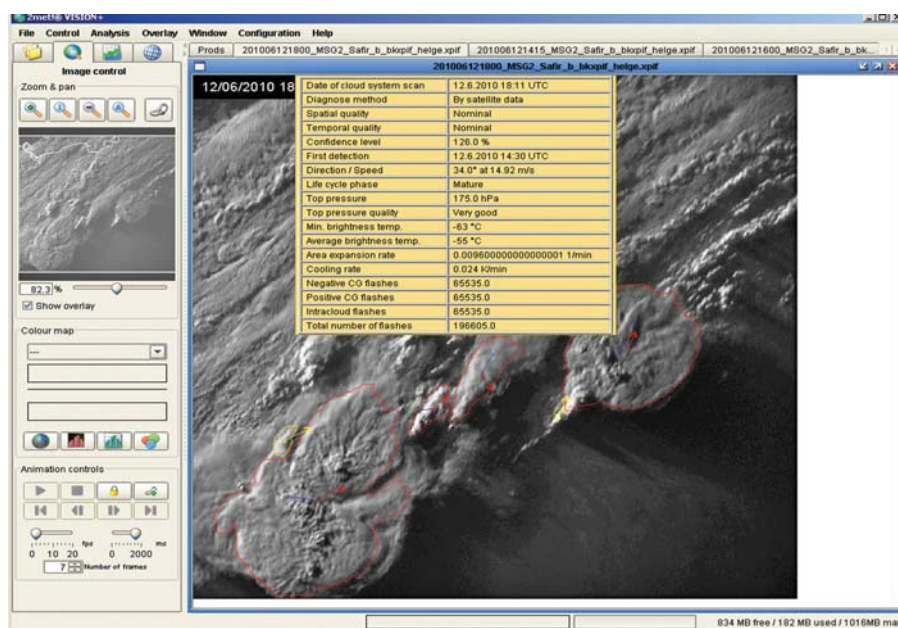 2met!® VISION+
File Control Analysis Overlay Window Configuration Help
Prods 201006121800_MSG2_Safir_b_bkxpif_helge.xpif 201006121415_MSG2_Safir_b_bkxpif_helge.xpif 201006121600_MSG2_Safir_b_bk...
Image control
201006121800_MSG2_Safir_b_bkxpif_helge.xpif
Zoom & pan
12/06/2010 18
Date of cloud system scan 12.6.2010 18:11 UTC
Diagnose method By satellite data
Spatial quality Nominal
Temporal quality Nominal
Confidence level 126.0 %
First detection 12.6.2010 14:30 UTC
Direction / Speed 34.0° at 14.92 m/s
Life cycle phase Mature
Top pressure 175.0 hPa
Top pressure quality Very good
Min. brightness temp. -63 °C
Average brightness temp. -55 °C
Area expansion rate 0.009600000000000001 1/min
Cooling rate 0.024 K/min
Negative CG flashes 65535.0
Positive CG flashes 65535.0
Intracloud flashes 65535.0
Total number of flashes 196605.0
82.3 %
Show overlay
Colour map
---
Animation controls
fps ms
0 10 20 0 2000
7 Number of frames
834 MB free / 182 MB used / 1016MB ma